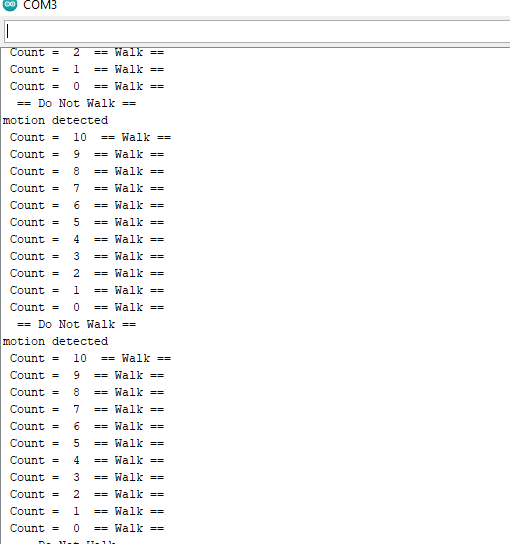 COM3
Count =  2  == Walk ==
Count =  1  == Walk ==
Count =  0  == Walk ==
== Do Not Walk ==
motion detected
Count =  10  == Walk ==
Count =  9  == Walk ==
Count =  8  == Walk ==
Count =  7  == Walk ==
Count =  6  == Walk ==
Count =  5  == Walk ==
Count =  4  == Walk ==
Count =  3  == Walk ==
Count =  2  == Walk ==
Count =  1  == Walk ==
Count =  0  == Walk ==
== Do Not Walk ==
motion detected
Count =  10  == Walk ==
Count =  9  == Walk ==
Count =  8  == Walk ==
Count =  7  == Walk ==
Count =  6  == Walk ==
Count =  5  == Walk ==
Count =  4  == Walk ==
Count =  3  == Walk ==
Count =  2  == Walk ==
Count =  1  == Walk ==
Count =  0  == Walk ==
Do Not Walk